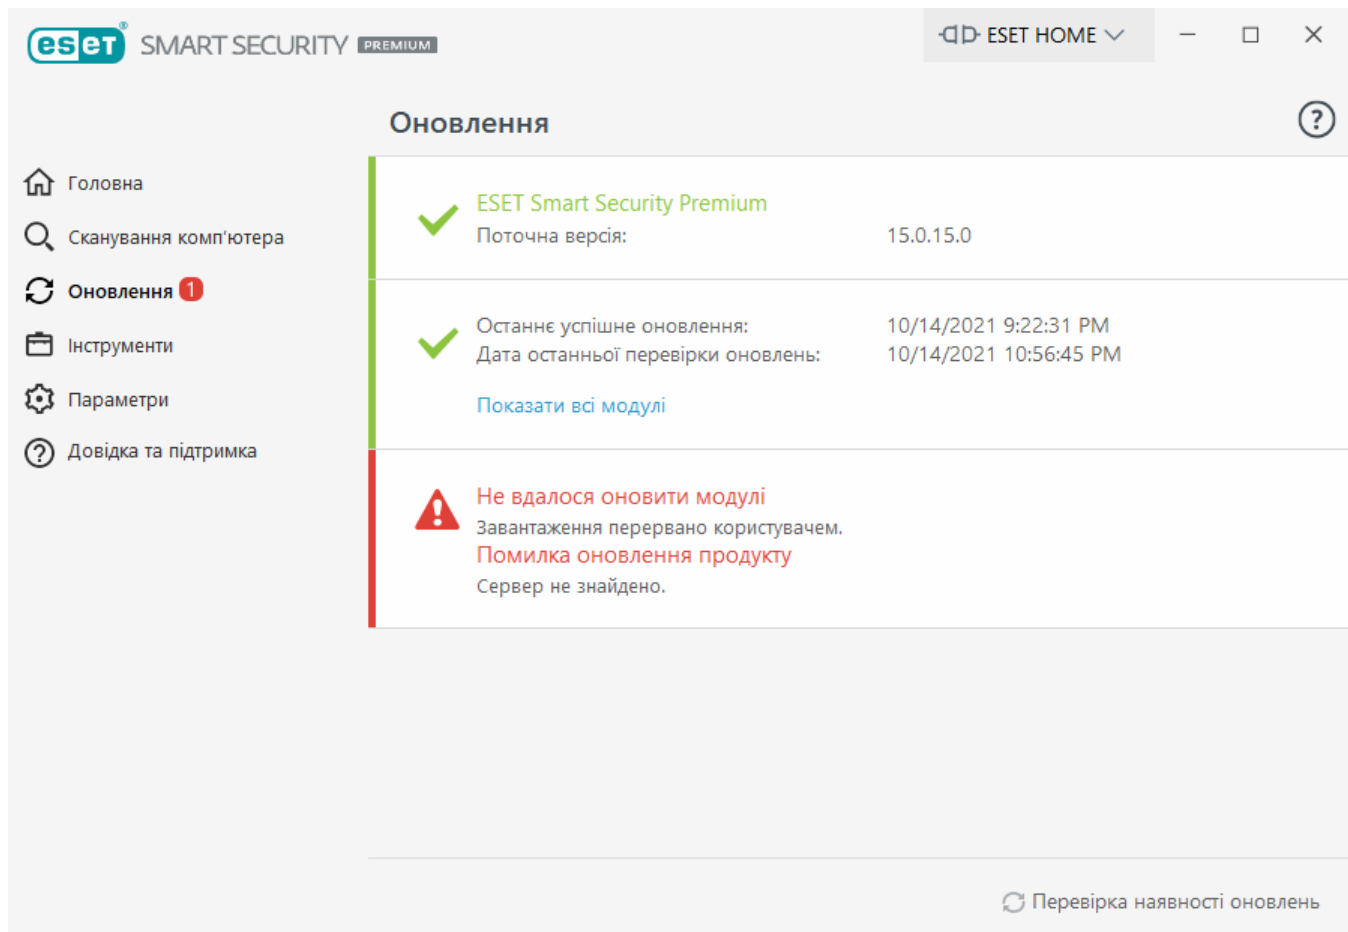 eset ® SMART SECURITY PREMIUM
ESET HOME
Оновлення
?
Головна
Сканування комп'ютера
Оновлення 1
Інструменти
Параметри
Довідка та підтримка
ESET Smart Security Premium
Поточна версія: 15.0.15.0
Останнє успішне оновлення: 10/14/2021 9:22:31 PM
Дата останньої перевірки оновлень: 10/14/2021 10:56:45 PM
Показати всі модулі
Не вдалося оновити модулі
Завантаження перервано користувачем.
Помилка оновлення продукту
Сервер не знайдено.
Перевірка наявності оновлень